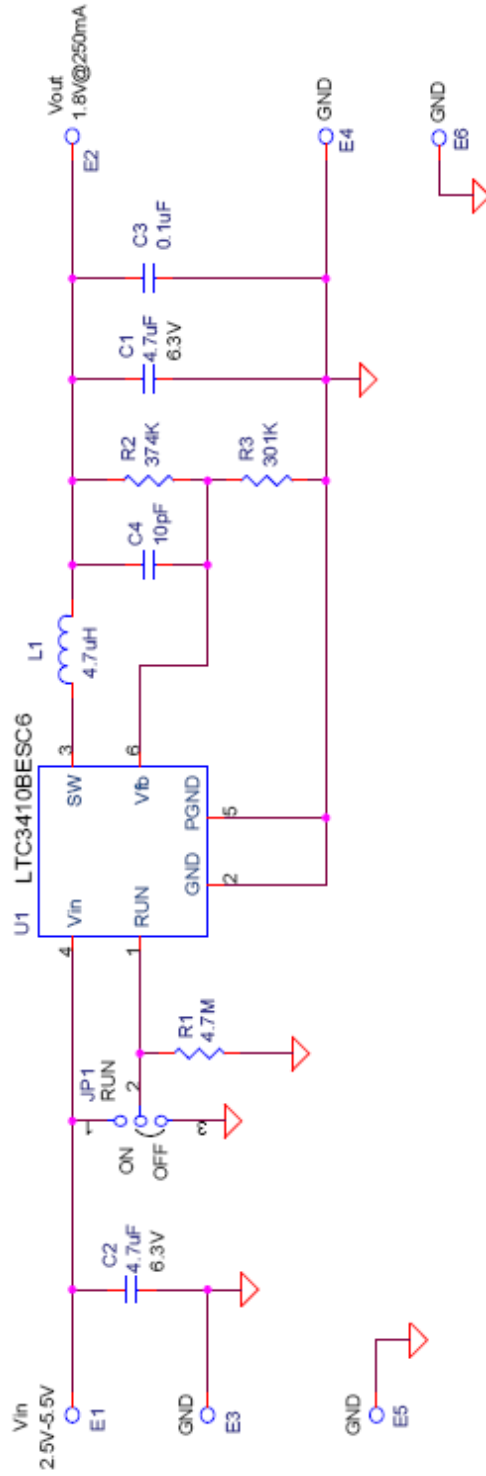 Vin
2.5V-5.5V
E1
GND
E3
GND
E5
C2
4.7uF
6.3V
JP1
RUN
1
ON
2
OFF
3
R1
4.7M
U1
LTC3410BESC6
4
Vin
1
RUN
SW
3
Vfb
6
GND
2
PGND
5
L1
4.7uH
C4
10pF
R2
374K
R3
301K
C1
4.7uF
6.3V
C3
0.1uF
Vout
1.8V@250mA
E2
GND
E4
GND
E6